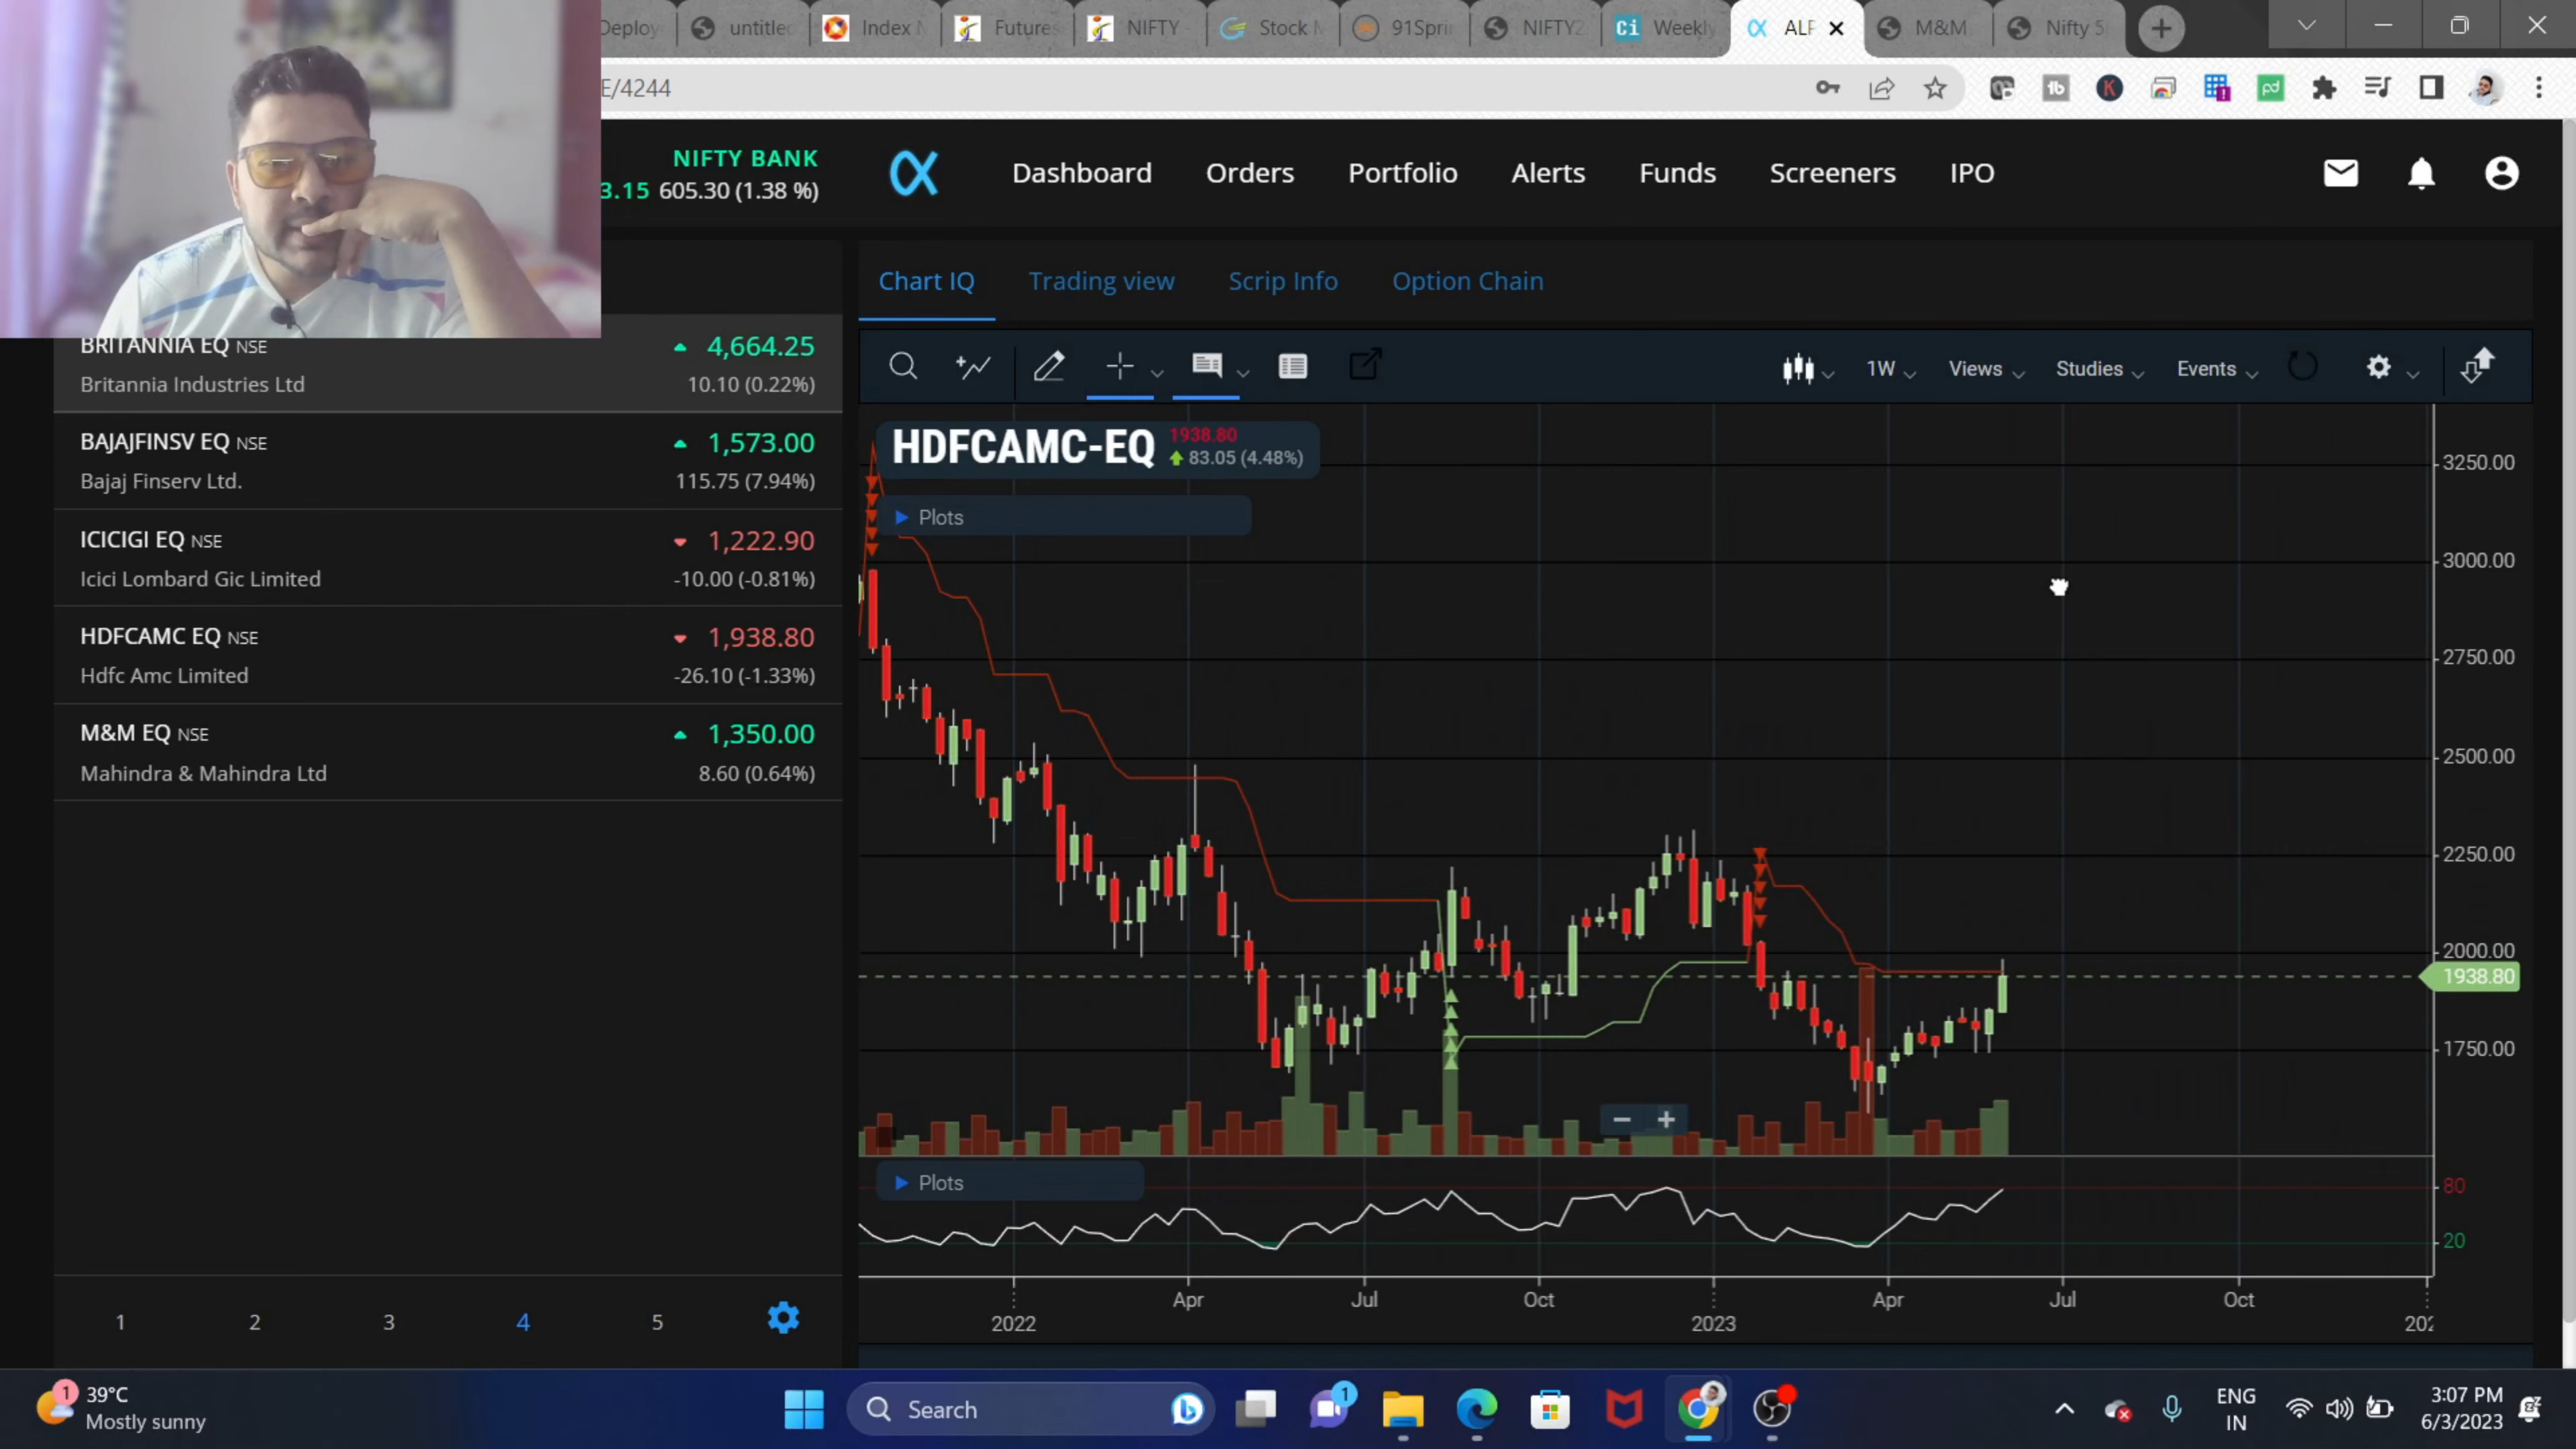 Deploy
untitled
Index N
Futures
NIFTY -
Stock M
91Sprin
NIFTY2
Ci
Weekly
ALP
M&M
Nifty 5
E/4244
NIFTY BANK
3.15 605.30 (1.38 %)
Dashboard
Orders
Portfolio
Alerts
Funds
Screeners
IPO
Chart IQ
Trading view
Scrip Info
Option Chain
1W
Views
Studies
Events
BRITANNIA EQ NSE
4,664.25
Britannia Industries Ltd
10.10 (0.22%)
BAJAJFINSV EQ NSE
1,573.00
Bajaj Finserv Ltd.
115.75 (7.94%)
ICICIGI EQ NSE
1,222.90
Icici Lombard Gic Limited
-10.00 (-0.81%)
HDFCAMC EQ NSE
1,938.80
Hdfc Amc Limited
-26.10 (-1.33%)
M&M EQ NSE
1,350.00
Mahindra & Mahindra Ltd
8.60 (0.64%)
1 2 3 4 5
HDFCAMC-EQ
1938.80
83.05 (4.48%)
Plots
3250.00
3000.00
2750.00
2500.00
2250.00
2000.00
1938.80
1750.00
Plots
80
20
Apr
Jul
Oct
Apr
Jul
Oct
2022
2023
202
1
39°C
Mostly sunny
Search
1
ENG
IN
3:07 PM
6/3/2023